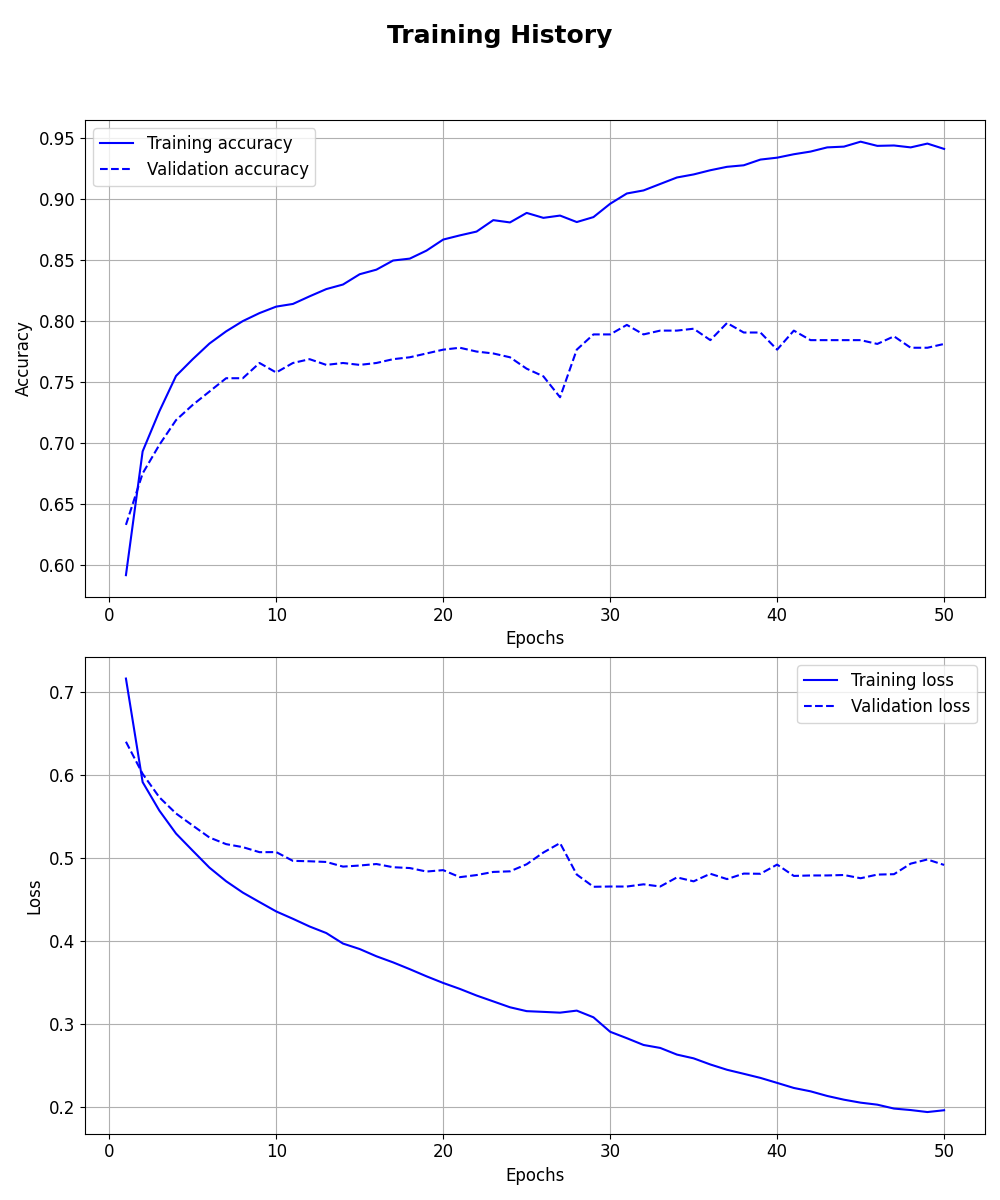 Training History
Training accuracy
Validation accuracy
0.95
0.90
0.85
0.80
0.75
0.70
0.65
0.60
Accuracy
0 10 20 30 40 50
Epochs
Training loss
Validation loss
0.7
0.6
0.5
0.4
0.3
0.2
Loss
0 10 20 30 40 50
Epochs